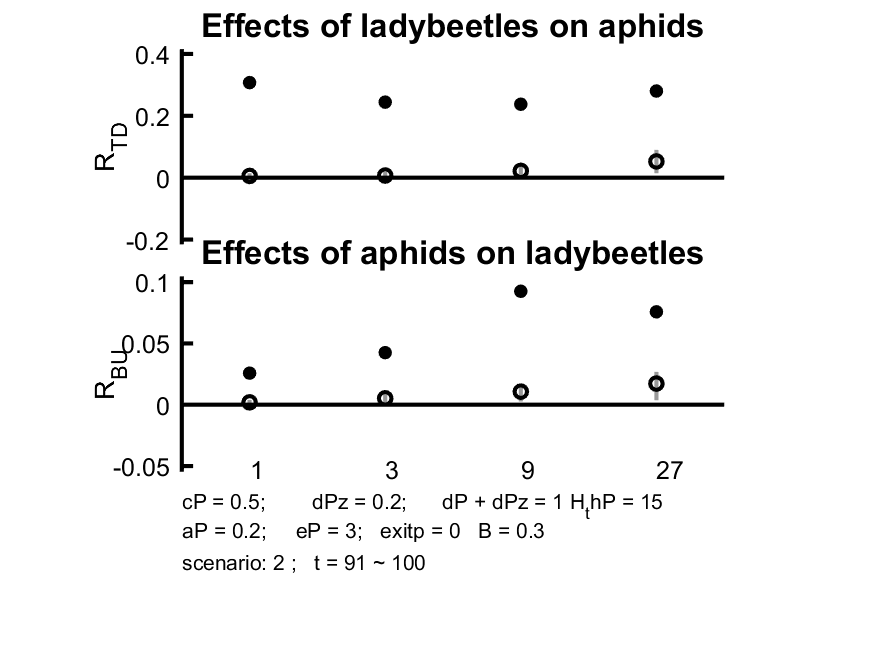 Effects of ladybeetles on aphids
0.4
0.2
0
-0.2
R_TD
Effects of aphids on ladybeetles
0.1
0.05
0
-0.05
R_BU
1 3 9 27
cP = 0.5; dPz = 0.2; dP + dPz = 1 H_thP = 15
aP = 0.2; eP = 3; exitp = 0 B = 0.3
scenario: 2 ; t = 91 ~ 100